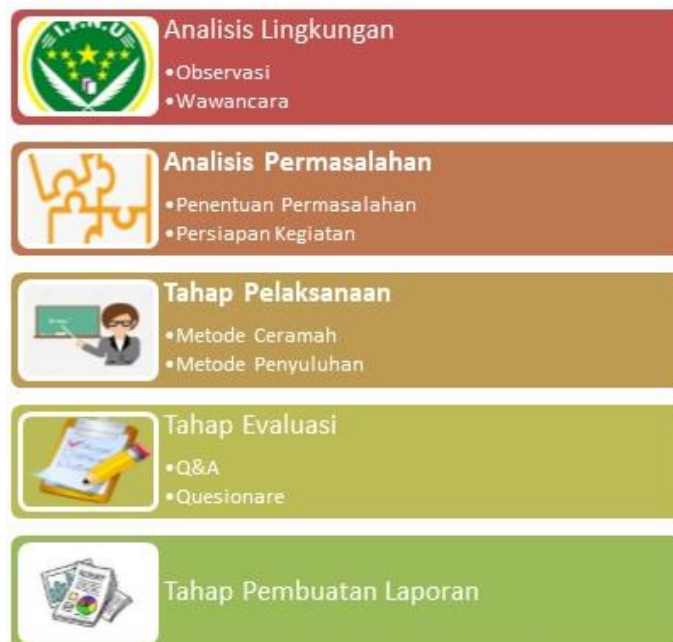 I.P.N.U
Analisis Lingkungan
•Observasi
•Wawancara
Analisis Permasalahan
•Penentuan Permasalahan
•Persiapan Kegiatan
Tahap Pelaksanaan
•Metode Ceramah
•Metode Penyuluhan
Tahap Evaluasi
•Q&A
•Quesionare
Tahap Pembuatan Laporan